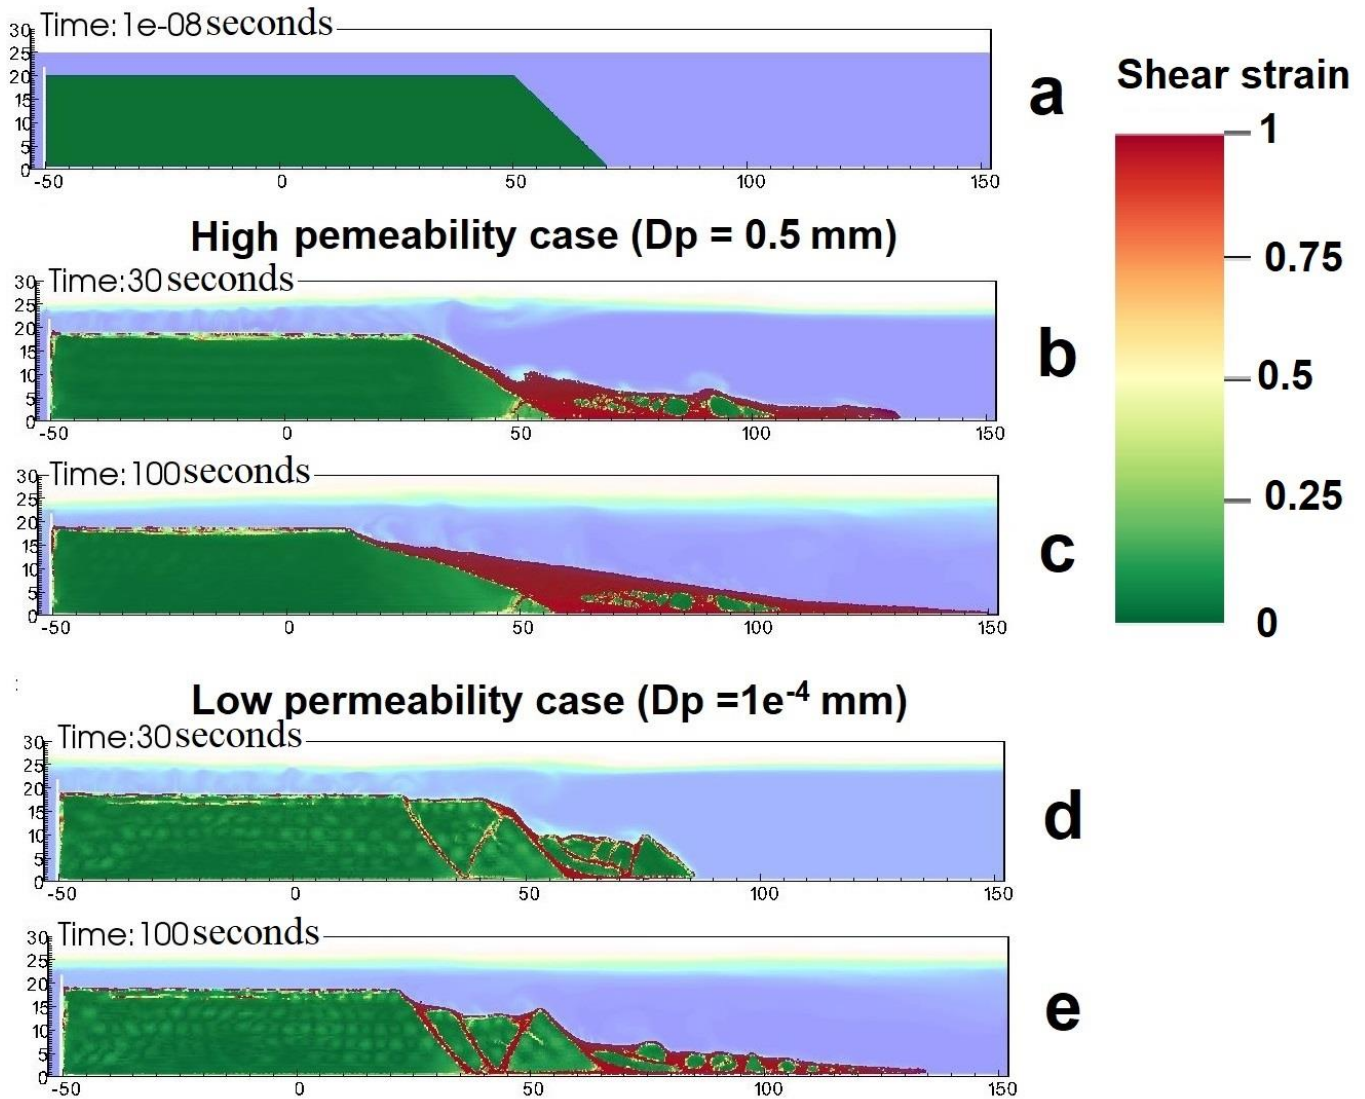 Time: 1e-08 seconds
30
25
20
15
10
5
0
-50 0 50 100 150
a
Shear strain
1
0.75
0.5
0.25
0
High pemeability case (Dp = 0.5 mm)
Time: 30 seconds
30
25
20
15
10
5
0
-50 0 50 100 150
b
Time: 100 seconds
30
25
20
15
10
5
0
-50 0 50 100 150
c
Low permeability case (Dp =1e-4 mm)
Time: 30 seconds
30
25
20
15
10
5
0
-50 0 50 100 150
d
Time: 100 seconds
30
25
20
15
10
5
0
-50 0 50 100 150
e